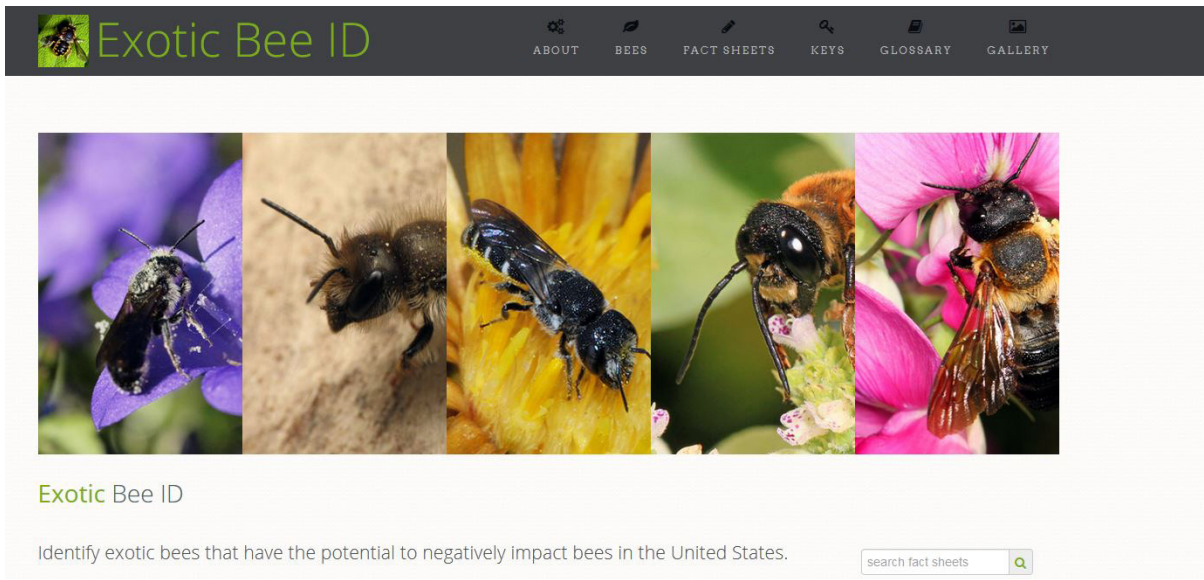 Exotic Bee ID
ABOUT BEES FACT SHEETS KEYS GLOSSARY GALLERY
Exotic Bee ID
Identify exotic bees that have the potential to negatively impact bees in the United States.
search fact sheets